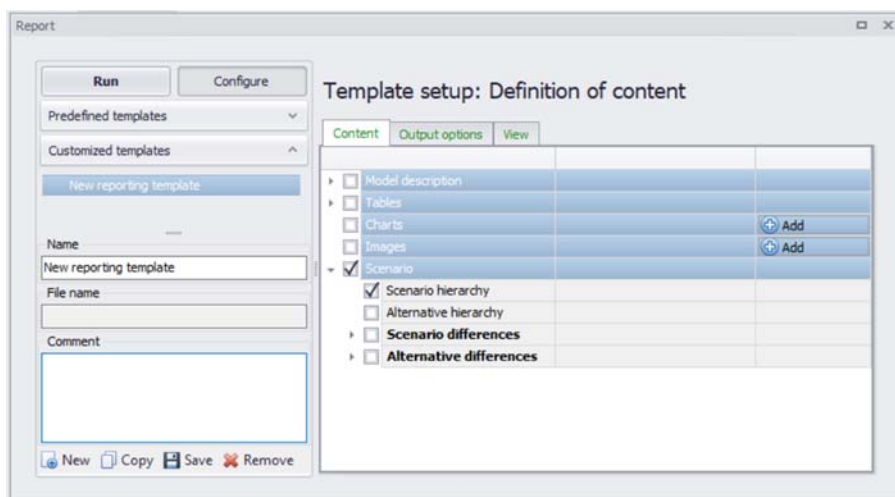 Report
Run
Configure
Predefined templates
Customized templates
New reporting template
Name
New reporting template
File name
Comment
New Copy Save Remove
Template setup: Definition of content
Content Output options View
Model description
Tables
Charts Add
Images Add
Scenario
Scenario hierarchy
Alternative hierarchy
Scenario differences
Alternative differences